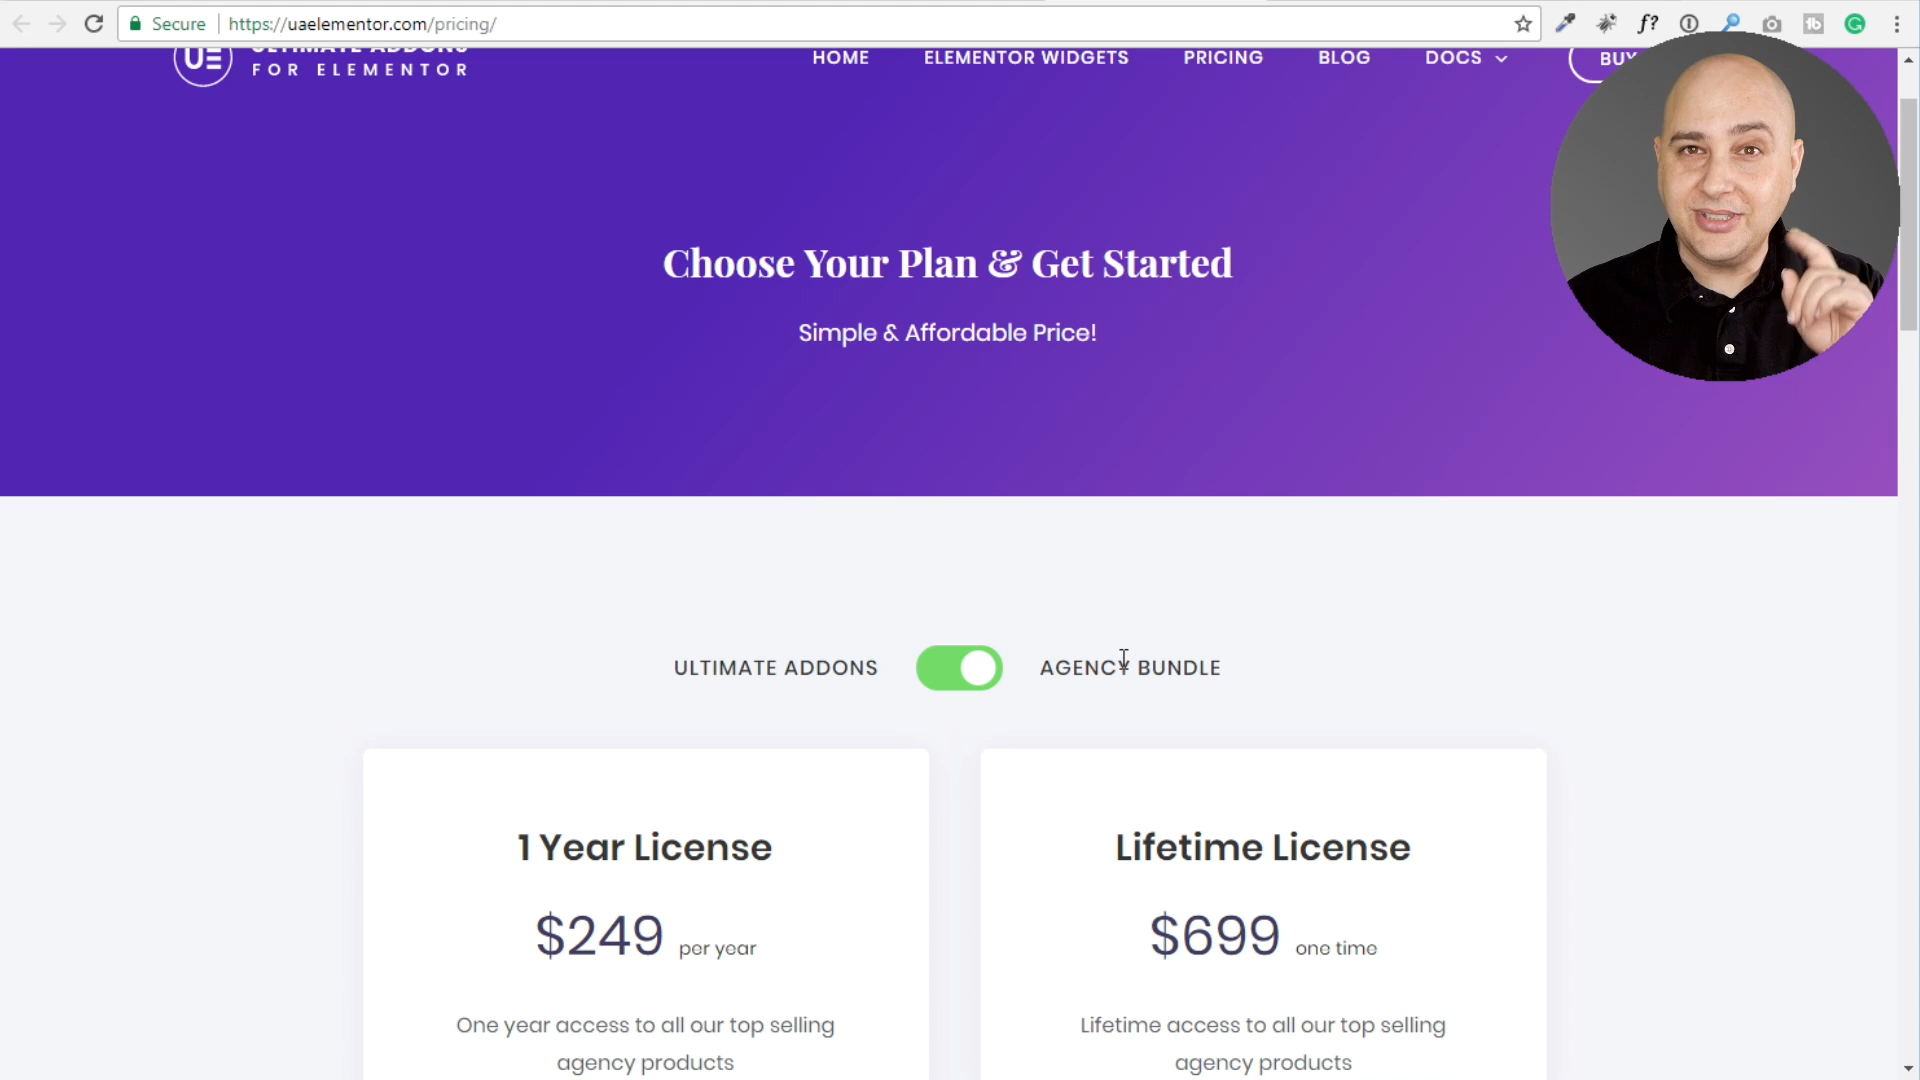 Secure https://uaelementor.com/pricing/
ULTIMATE ADDONS
FOR ELEMENTOR
HOME ELEMENTOR WIDGETS PRICING BLOG DOCS BUY
Choose Your Plan & Get Started
Simple & Affordable Price!
ULTIMATE ADDONS AGENCY BUNDLE
1 Year License
$249 per year
One year access to all our top selling
agency products
Lifetime License
$699 one time
Lifetime access to all our top selling
agency products